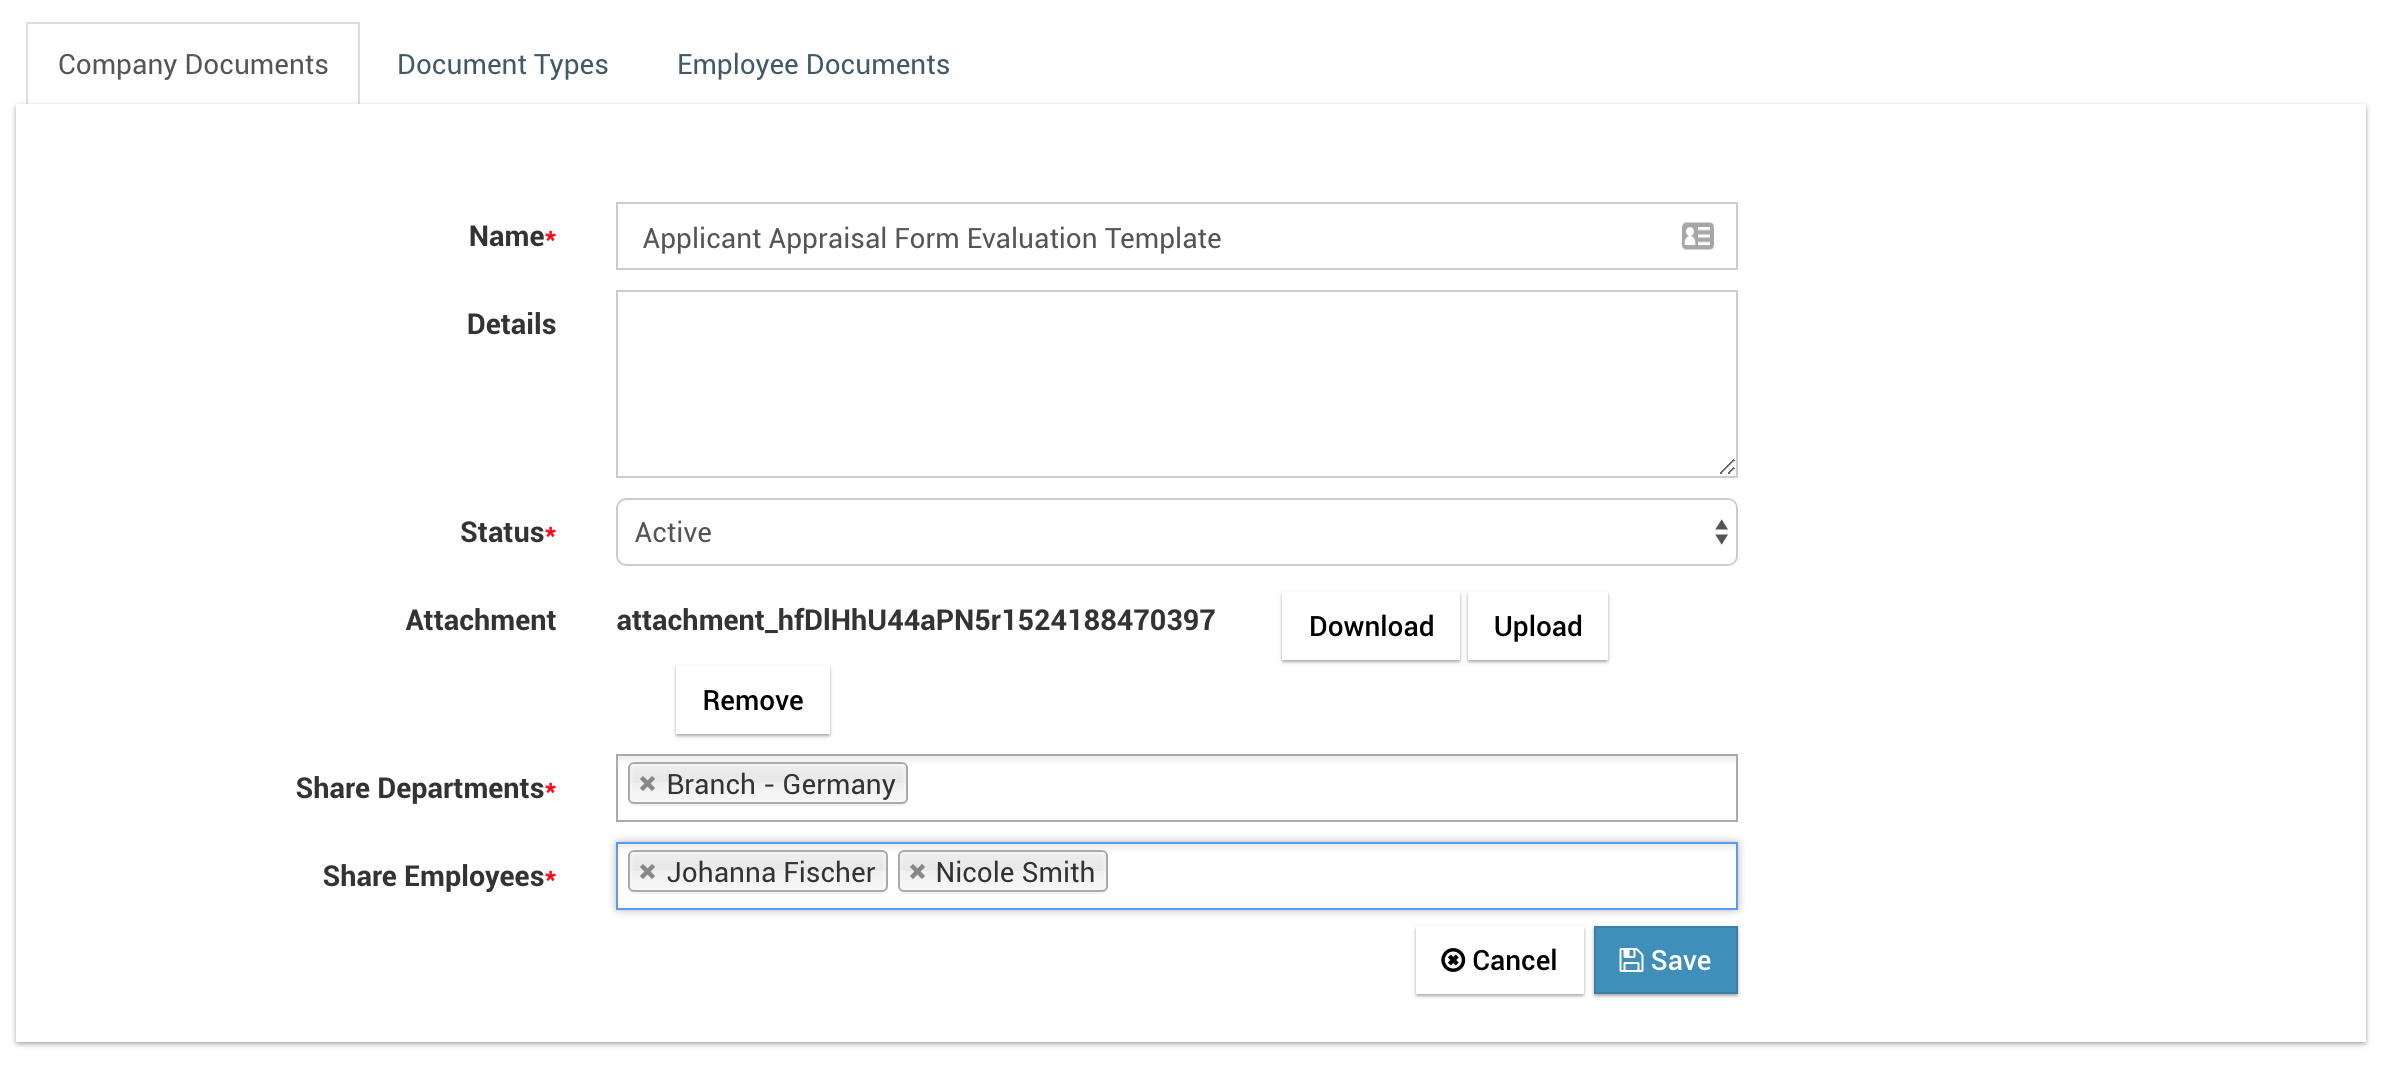 Company Documents Document Types Employee Documents
Name* Applicant Appraisal Form Evaluation Template
Details
Status* Active
Attachment attachment_hfDlHhU44aPN5r1524188470397 Download Upload
Remove
Share Departments* Branch - Germany
Share Employees* Johanna Fischer Nicole Smith
Cancel Save